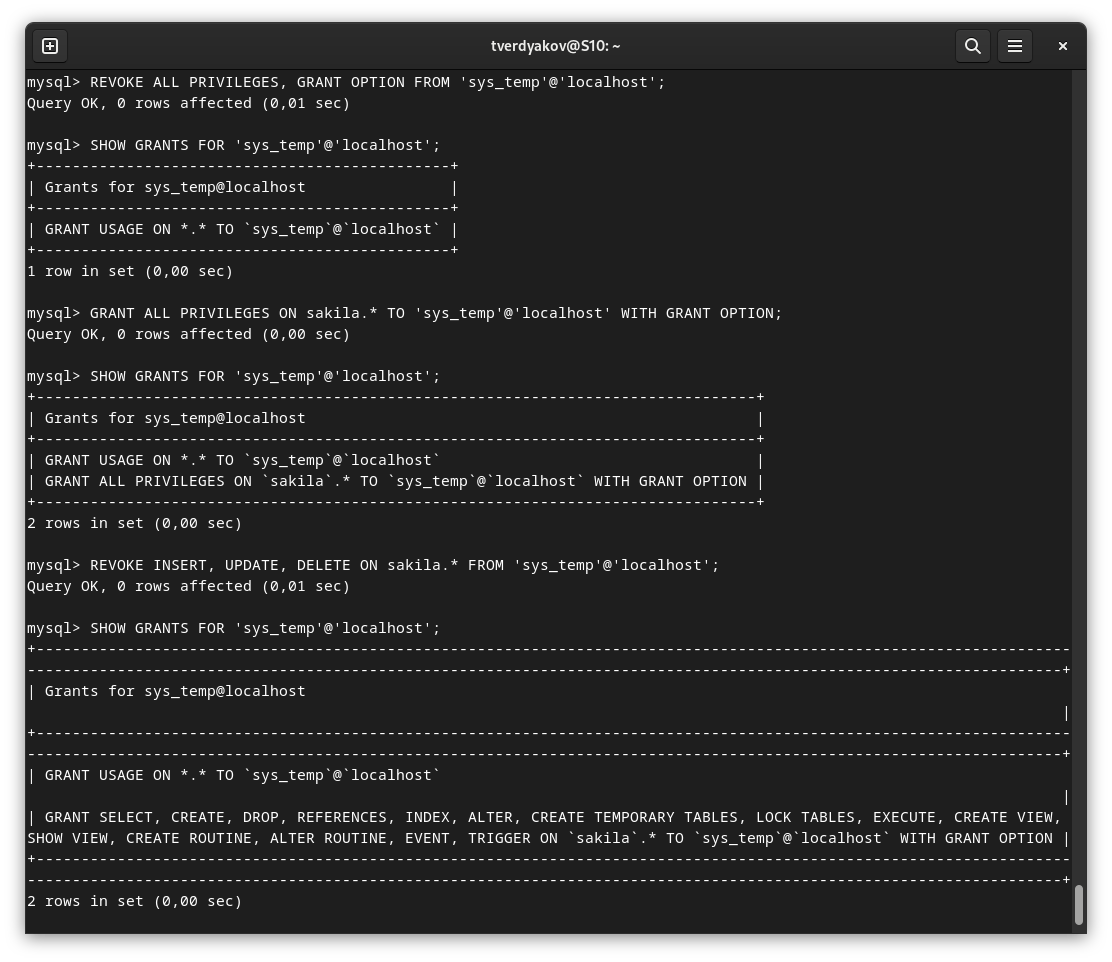 tverdyakov@S10: ~
mysql> REVOKE ALL PRIVILEGES, GRANT OPTION FROM 'sys_temp'@'localhost';
Query OK, 0 rows affected (0,01 sec)
mysql> SHOW GRANTS FOR 'sys_temp'@'localhost';
+----------------------------------------------+
| Grants for sys_temp@localhost                |
+----------------------------------------------+
| GRANT USAGE ON *.* TO `sys_temp`@`localhost` |
+----------------------------------------------+
1 row in set (0,00 sec)
mysql> GRANT ALL PRIVILEGES ON sakila.* TO 'sys_temp'@'localhost' WITH GRANT OPTION;
Query OK, 0 rows affected (0,00 sec)
mysql> SHOW GRANTS FOR 'sys_temp'@'localhost';
+--------------------------------------------------------------------------------+
| Grants for sys_temp@localhost                                                  |
+--------------------------------------------------------------------------------+
| GRANT USAGE ON *.* TO `sys_temp`@`localhost`                                   |
| GRANT ALL PRIVILEGES ON `sakila`.* TO `sys_temp`@`localhost` WITH GRANT OPTION |
+--------------------------------------------------------------------------------+
2 rows in set (0,00 sec)
mysql> REVOKE INSERT, UPDATE, DELETE ON sakila.* FROM 'sys_temp'@'localhost';
Query OK, 0 rows affected (0,01 sec)
mysql> SHOW GRANTS FOR 'sys_temp'@'localhost';
+-------------------------------------------------------------------------------------------------------------------
-------------------------------------------------------------------------------------------------------------------+
| Grants for sys_temp@localhost
|
+-------------------------------------------------------------------------------------------------------------------
-------------------------------------------------------------------------------------------------------------------+
| GRANT USAGE ON *.* TO `sys_temp`@`localhost`
|
| GRANT SELECT, CREATE, DROP, REFERENCES, INDEX, ALTER, CREATE TEMPORARY TABLES, LOCK TABLES, EXECUTE, CREATE VIEW,
SHOW VIEW, CREATE ROUTINE, ALTER ROUTINE, EVENT, TRIGGER ON `sakila`.* TO `sys_temp`@`localhost` WITH GRANT OPTION |
+-------------------------------------------------------------------------------------------------------------------
-------------------------------------------------------------------------------------------------------------------+
2 rows in set (0,00 sec)